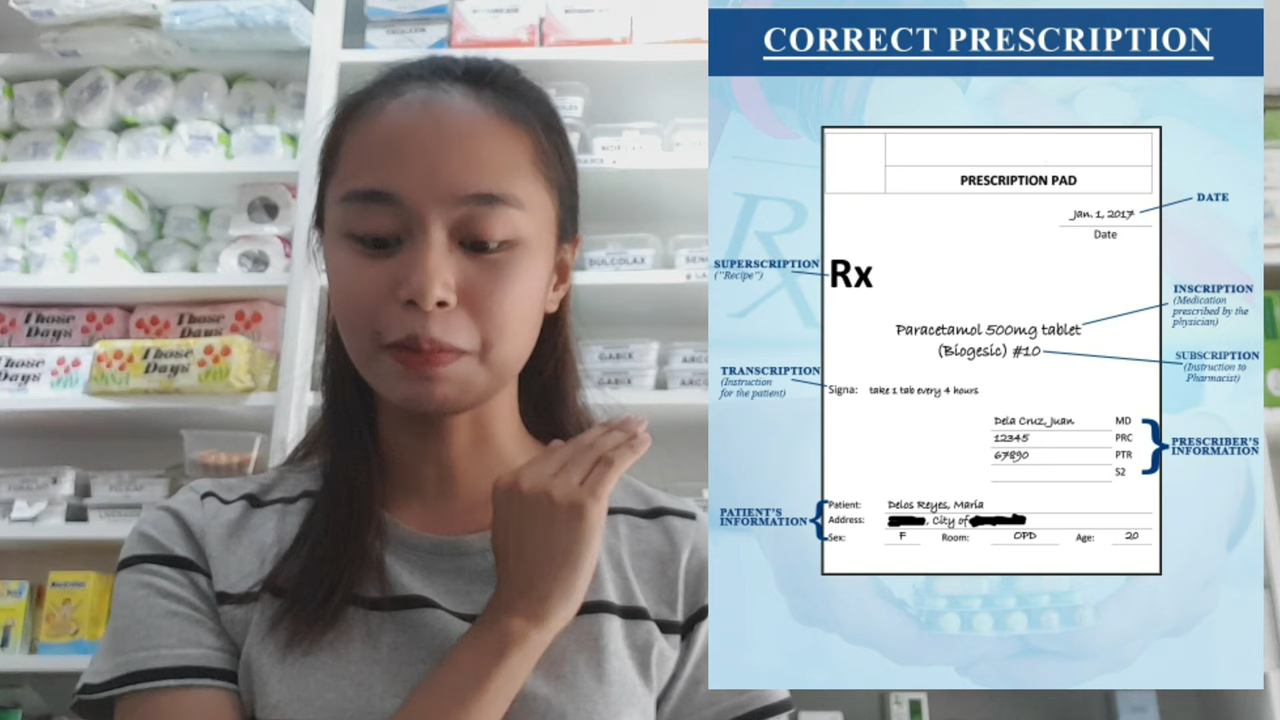 Those
Days
Those
Days
Those
Days
Those
Days
DULCOLAX
GABIX
CORRECT PRESCRIPTION
PRESCRIPTION PAD
Jan. 1, 2017
Date
DATE
SUPERSCRIPTION
("Recipe")
Rx
INSCRIPTION
(Medication
prescribed by the
physician)
Paracetamol 500mg tablet
(Biogesic) #10
SUBSCRIPTION
(Instruction to
Pharmacist)
TRANSCRIPTION
(Instruction
for the patient)
Signa: take 1 tab every 4 hours
Dela Cruz, Juan MD
12345 PRC
67890 PTR
S2
PRESCRIBER'S
INFORMATION
PATIENT'S
INFORMATION
Patient: Delos Reyes, Maria
Address: , City of
Sex: F Room: OPD Age: 20